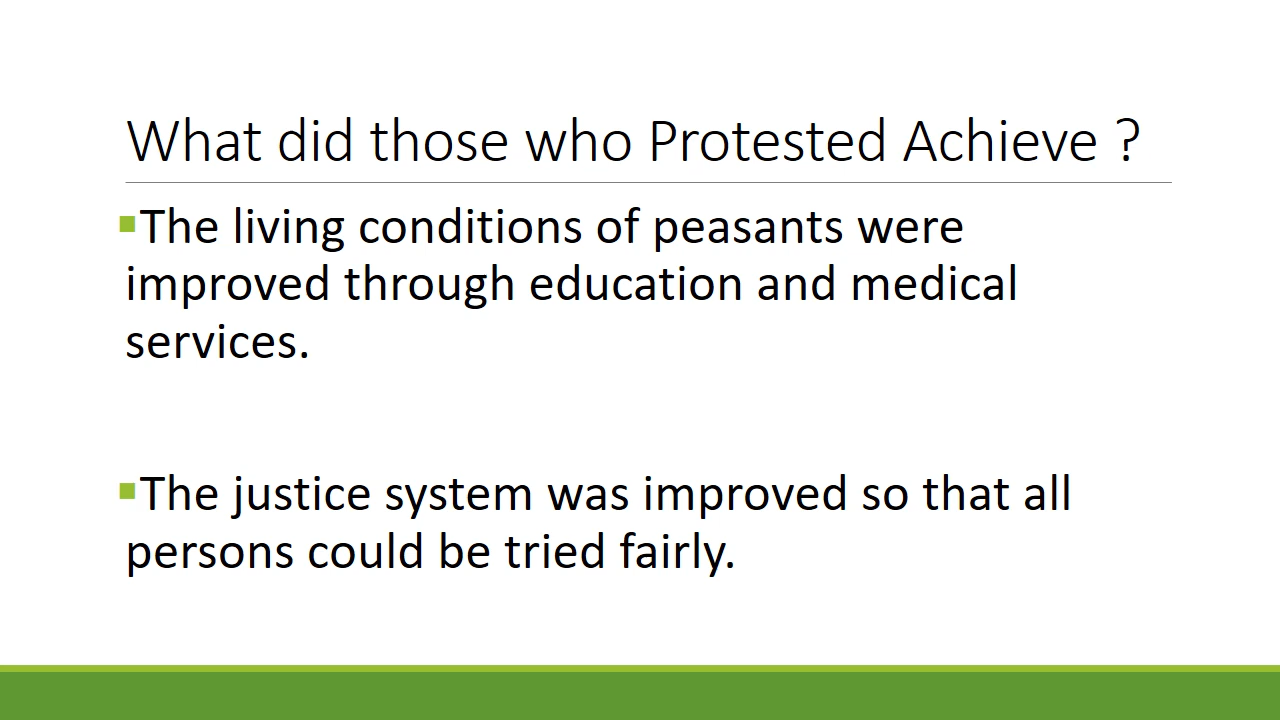 What did those who Protested Achieve ?
▪The living conditions of peasants were
improved through education and medical
services.
▪The justice system was improved so that all
persons could be tried fairly.